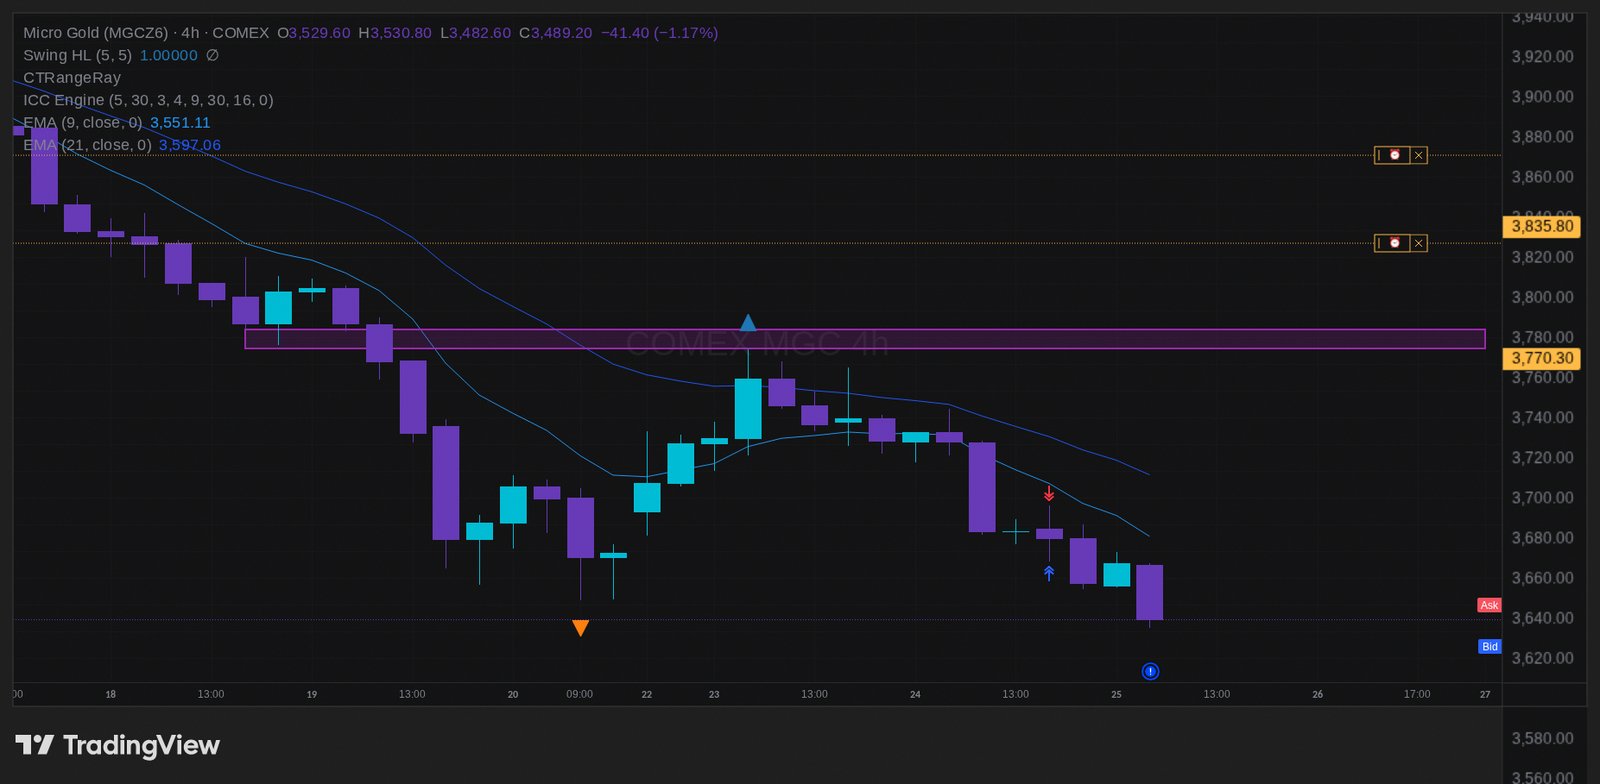 Micro Gold (MGCZ6) · 4h · COMEX O3,529.60 H3,530.80 L3,482.60 C3,489.20 −41.40 (−1.17%)
Swing HL (5, 5) 1.00000 ∅
CTRangeRay
ICC Engine (5, 30, 3, 4, 9, 30, 16, 0)
EMA (9, close, 0) 3,551.11
EMA (21, close, 0) 3,597.06
COMEX MGC 4h
3,940.00
3,920.00
3,900.00
3,880.00
3,860.00
3,840.00
3,835.80
3,820.00
3,800.00
3,780.00
3,770.30
3,760.00
3,740.00
3,720.00
3,700.00
3,680.00
3,660.00
Ask
3,640.00
Bid
3,620.00
00 18 13:00 19 13:00 20 09:00 22 23 13:00 24 13:00 25 13:00 26 17:00 27
TradingView
3,580.00
3,560.00